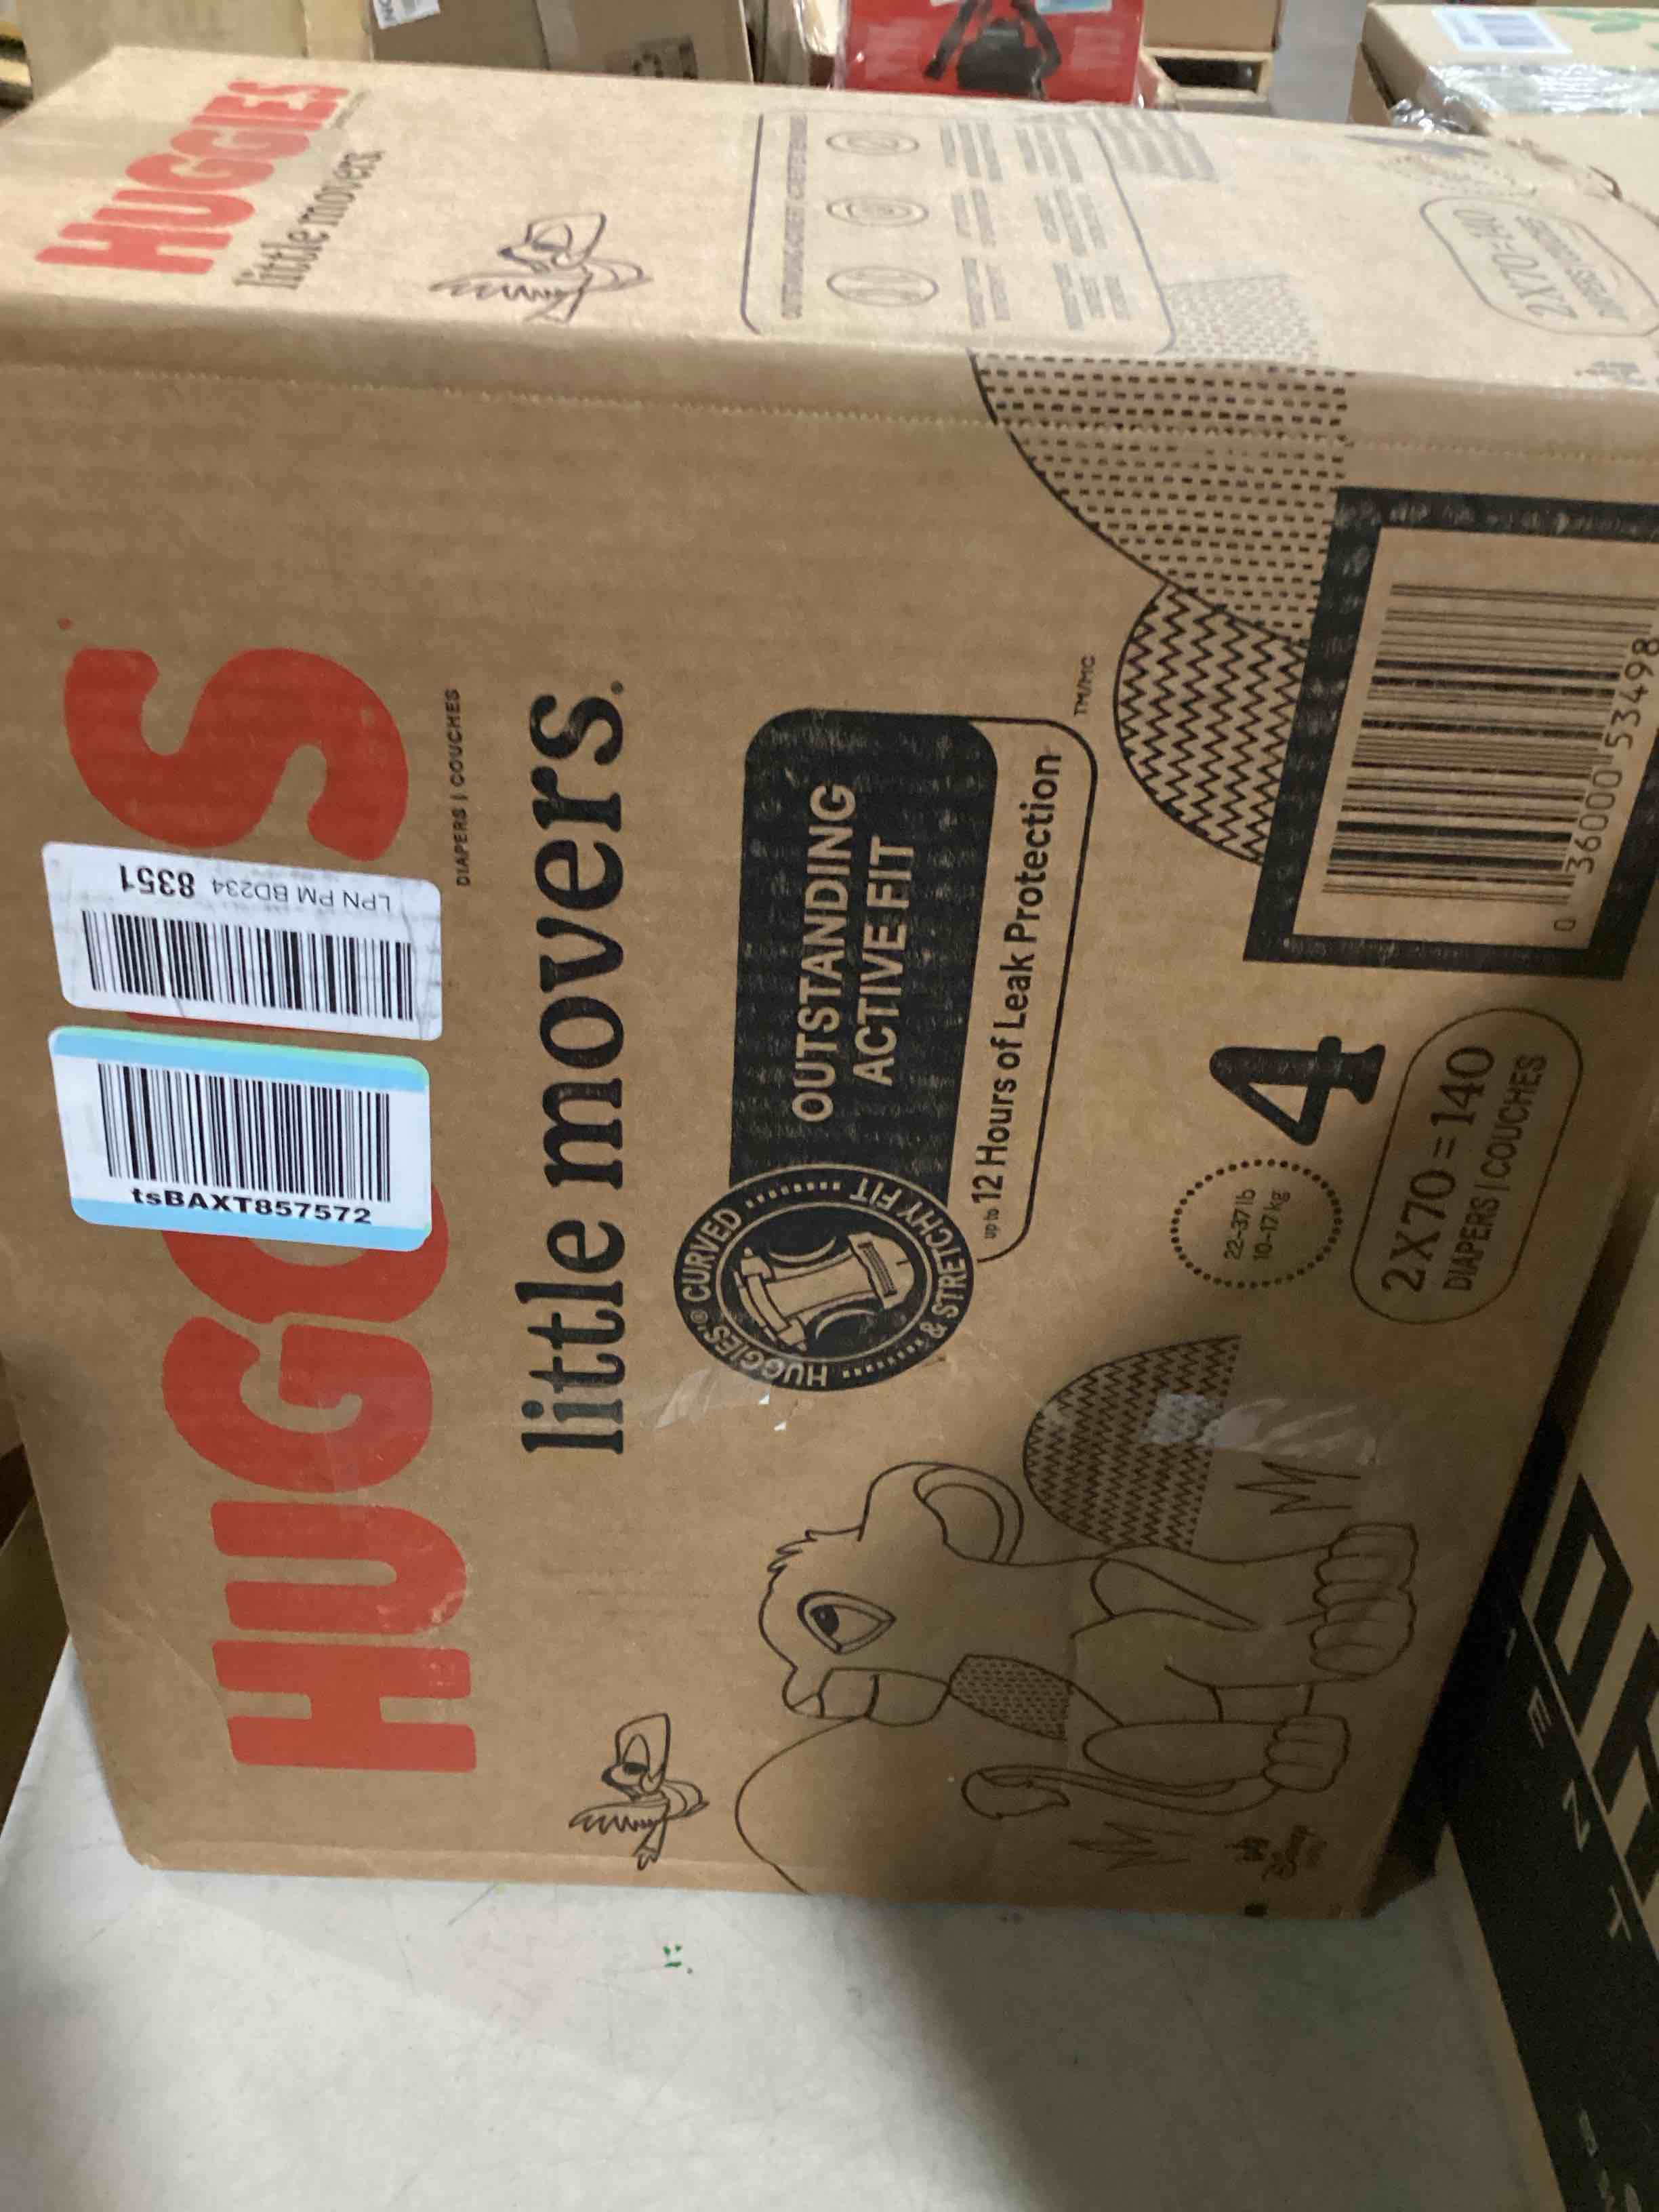 HUGGIES
little movers
2X70=140
HUG
S
LPN PM BD234 8351
tsBAXT857572
DIAPERS | COUCHES
little movers.
HUGGIES® CURVED
& STRETCHY FIT
OUTSTANDING
ACTIVE FIT
up to 12 Hours of Leak Protection
TM/MC
22-37 lb
10-17 kg
4
2X70=140
DIAPERS | COUCHES
0 36000 53498
Disney